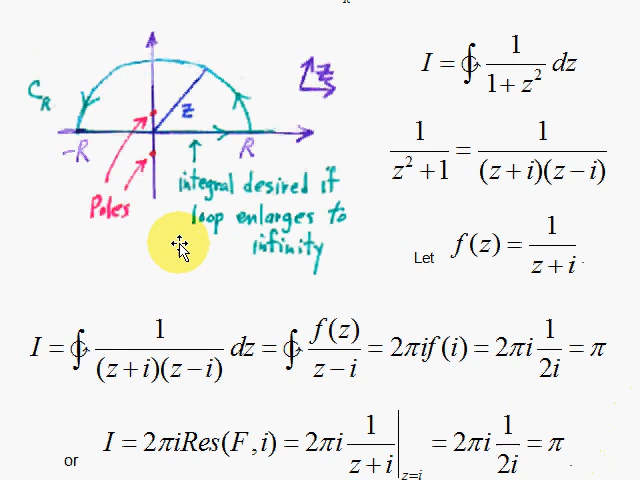 C_R
-R
R
z
z
Poles
integral desired if
loop enlarges to
infinity
I = ∮ 1/(1+z²) dz
1/(z²+1) = 1/((z+i)(z−i))
Let f(z) = 1/(z+i).
I = ∮ 1/((z+i)(z−i)) dz = ∮ f(z)/(z−i) = 2πif(i) = 2πi 1/(2i) = π
or I = 2πiRes(F,i) = 2πi 1/(z+i)|_{z=i} = 2πi 1/(2i) = π.